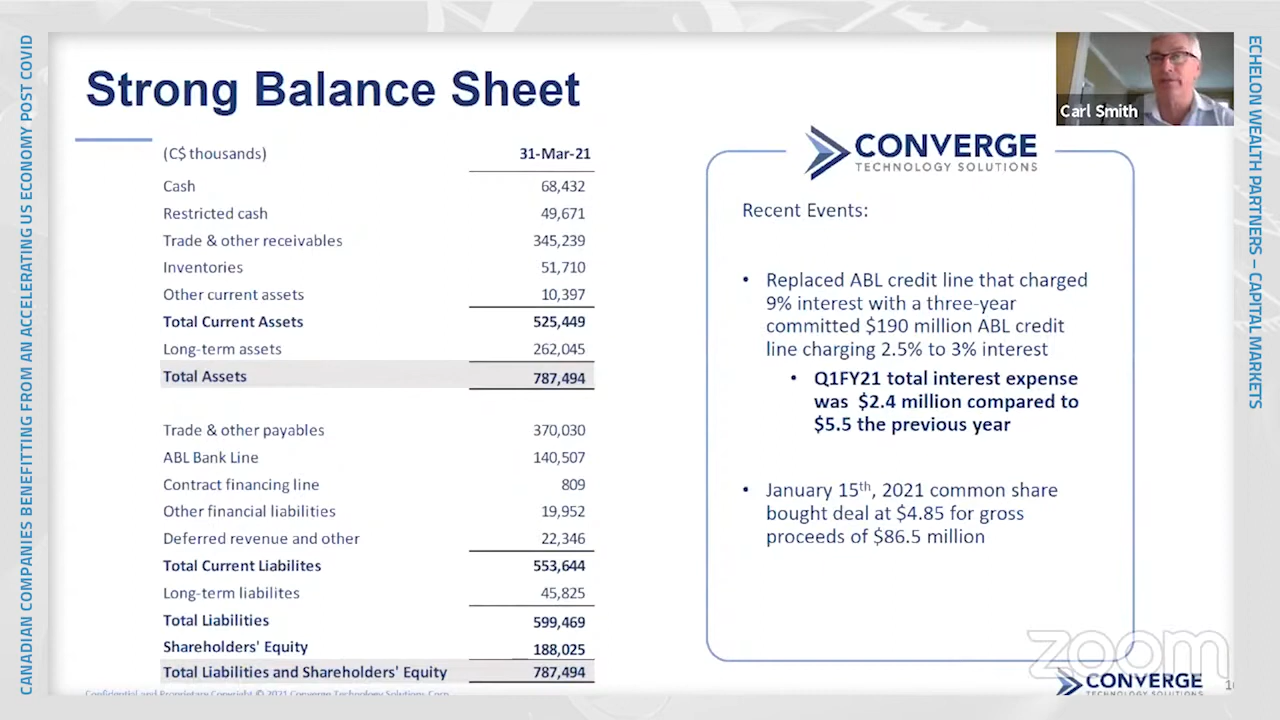 CANADIAN COMPANIES BENEFITTING FROM AN ACCELERATING US ECONOMY POST COVID
Strong Balance Sheet
(C$ thousands) 31-Mar-21
Cash 68,432
Restricted cash 49,671
Trade & other receivables 345,239
Inventories 51,710
Other current assets 10,397
Total Current Assets 525,449
Long-term assets 262,045
Total Assets 787,494
Trade & other payables 370,030
ABL Bank Line 140,507
Contract financing line 809
Other financial liabilities 19,952
Deferred revenue and other 22,346
Total Current Liabilites 553,644
Long-term liabilites 45,825
Total Liabilities 599,469
Shareholders' Equity 188,025
Total Liabilities and Shareholders' Equity 787,494
Confidential and Proprietary Copyright © 2021 Converge Technology Solutions Corp
Carl Smith
CONVERGE
TECHNOLOGY SOLUTIONS
Recent Events:
• Replaced ABL credit line that charged
9% interest with a three-year
committed $190 million ABL credit
line charging 2.5% to 3% interest
• Q1FY21 total interest expense
was $2.4 million compared to
$5.5 the previous year
• January 15th, 2021 common share
bought deal at $4.85 for gross
proceeds of $86.5 million
zoom
CONVERGE
TECHNOLOGY SOLUTIONS
ECHELON WEALTH PARTNERS – CAPITAL MARKETS